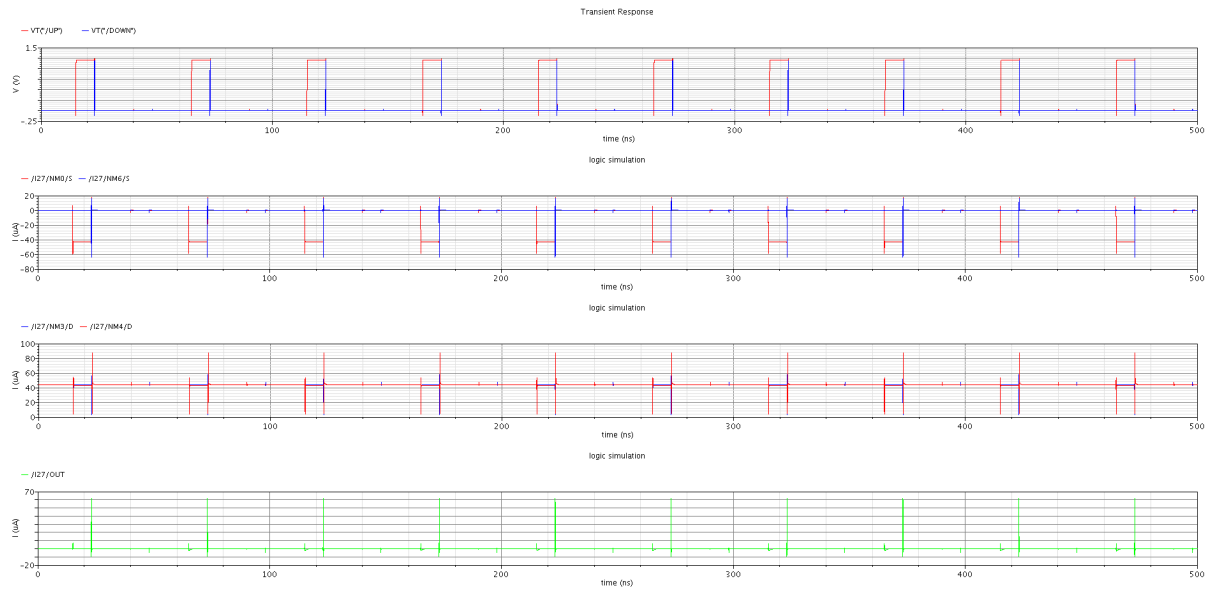 Transient Response
VT("/UP") VT("/DOWN")
1.5
V (V)
-.25
0 100 200 300 400 500
time (ns)
logic simulation
/I27/NM0/S /I27/NM6/S
20
0
-20
-40
-60
-80
I (uA)
0 100 200 300 400 500
time (ns)
logic simulation
/I27/NM3/D /I27/NM4/D
100
80
60
40
20
0
I (uA)
0 100 200 300 400 500
time (ns)
logic simulation
/I27/OUT
70
I (uA)
-20
0 100 200 300 400 500
time (ns)